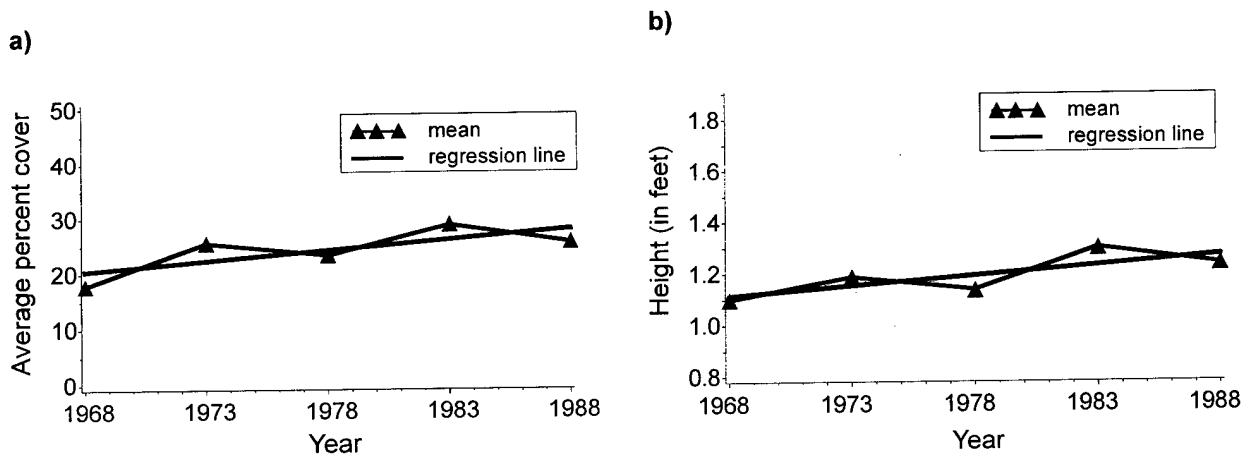 a)
50
40
30
20
10
0
Average percent cover
mean
regression line
1968 1973 1978 1983 1988
Year
b)
1.8
1.6
1.4
1.2
1.0
0.8
Height (in feet)
mean
regression line
1968 1973 1978 1983 1988
Year